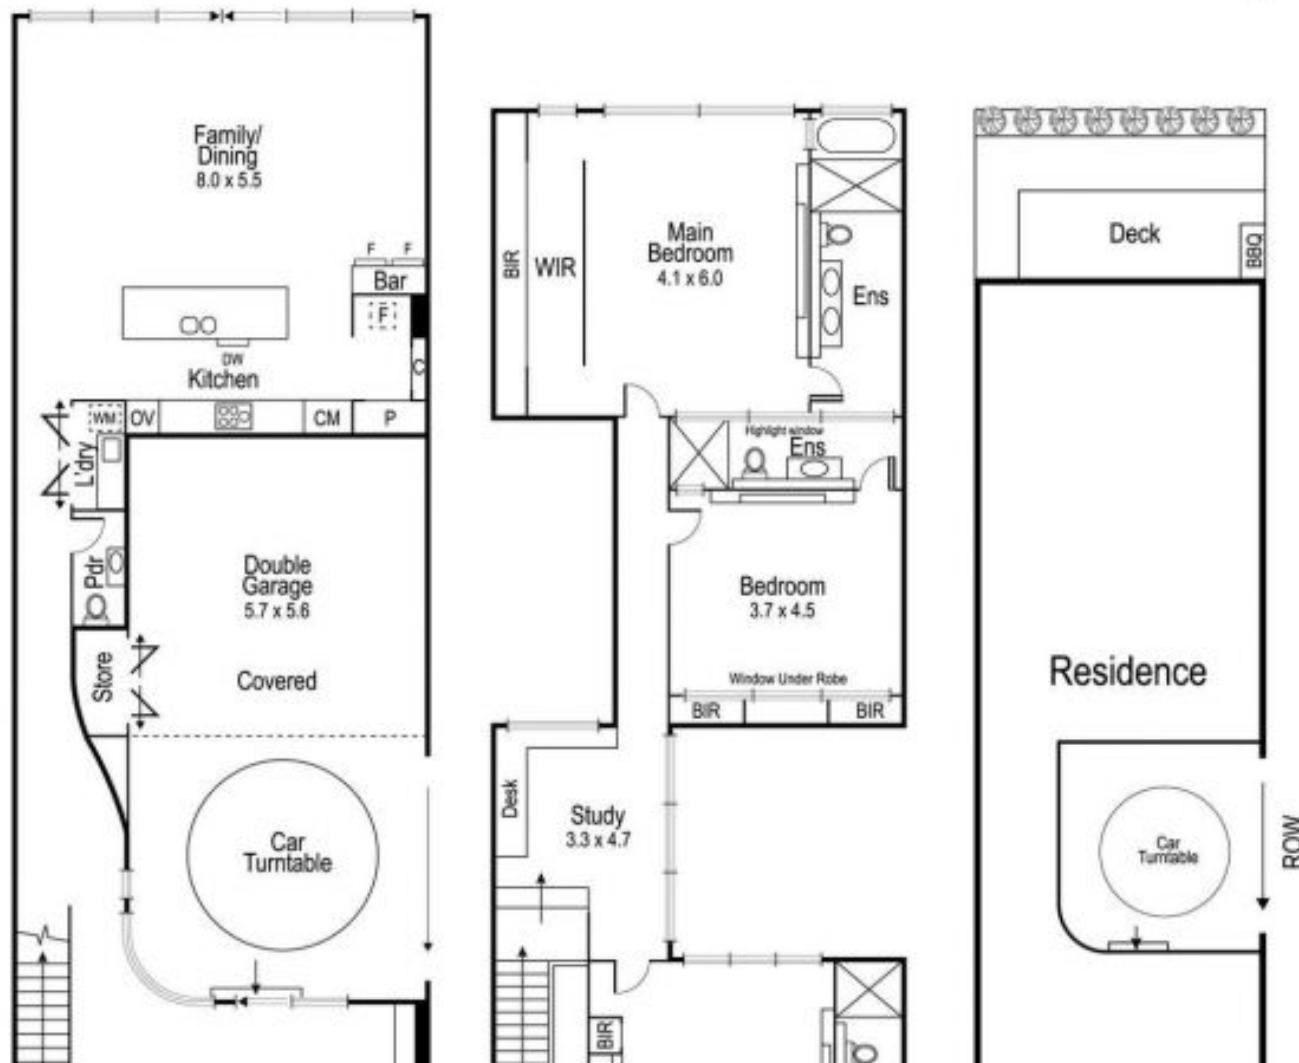 Family/
Dining
8.0 x 5.5
F F
Bar
F
DW
Kitchen
C
WM
OV
CM
P
L'dry
Pdr
Double
Garage
5.7 x 5.6
Store
Covered
Car
Turntable
BIR
WIR
Main
Bedroom
4.1 x 6.0
Ens
Highlight window
Ens
Bedroom
3.7 x 4.5
Window Under Robe
BIR
BIR
Desk
Study
3.3 x 4.7
BIR
Deck
BBQ
Residence
Car
Turntable
ROW